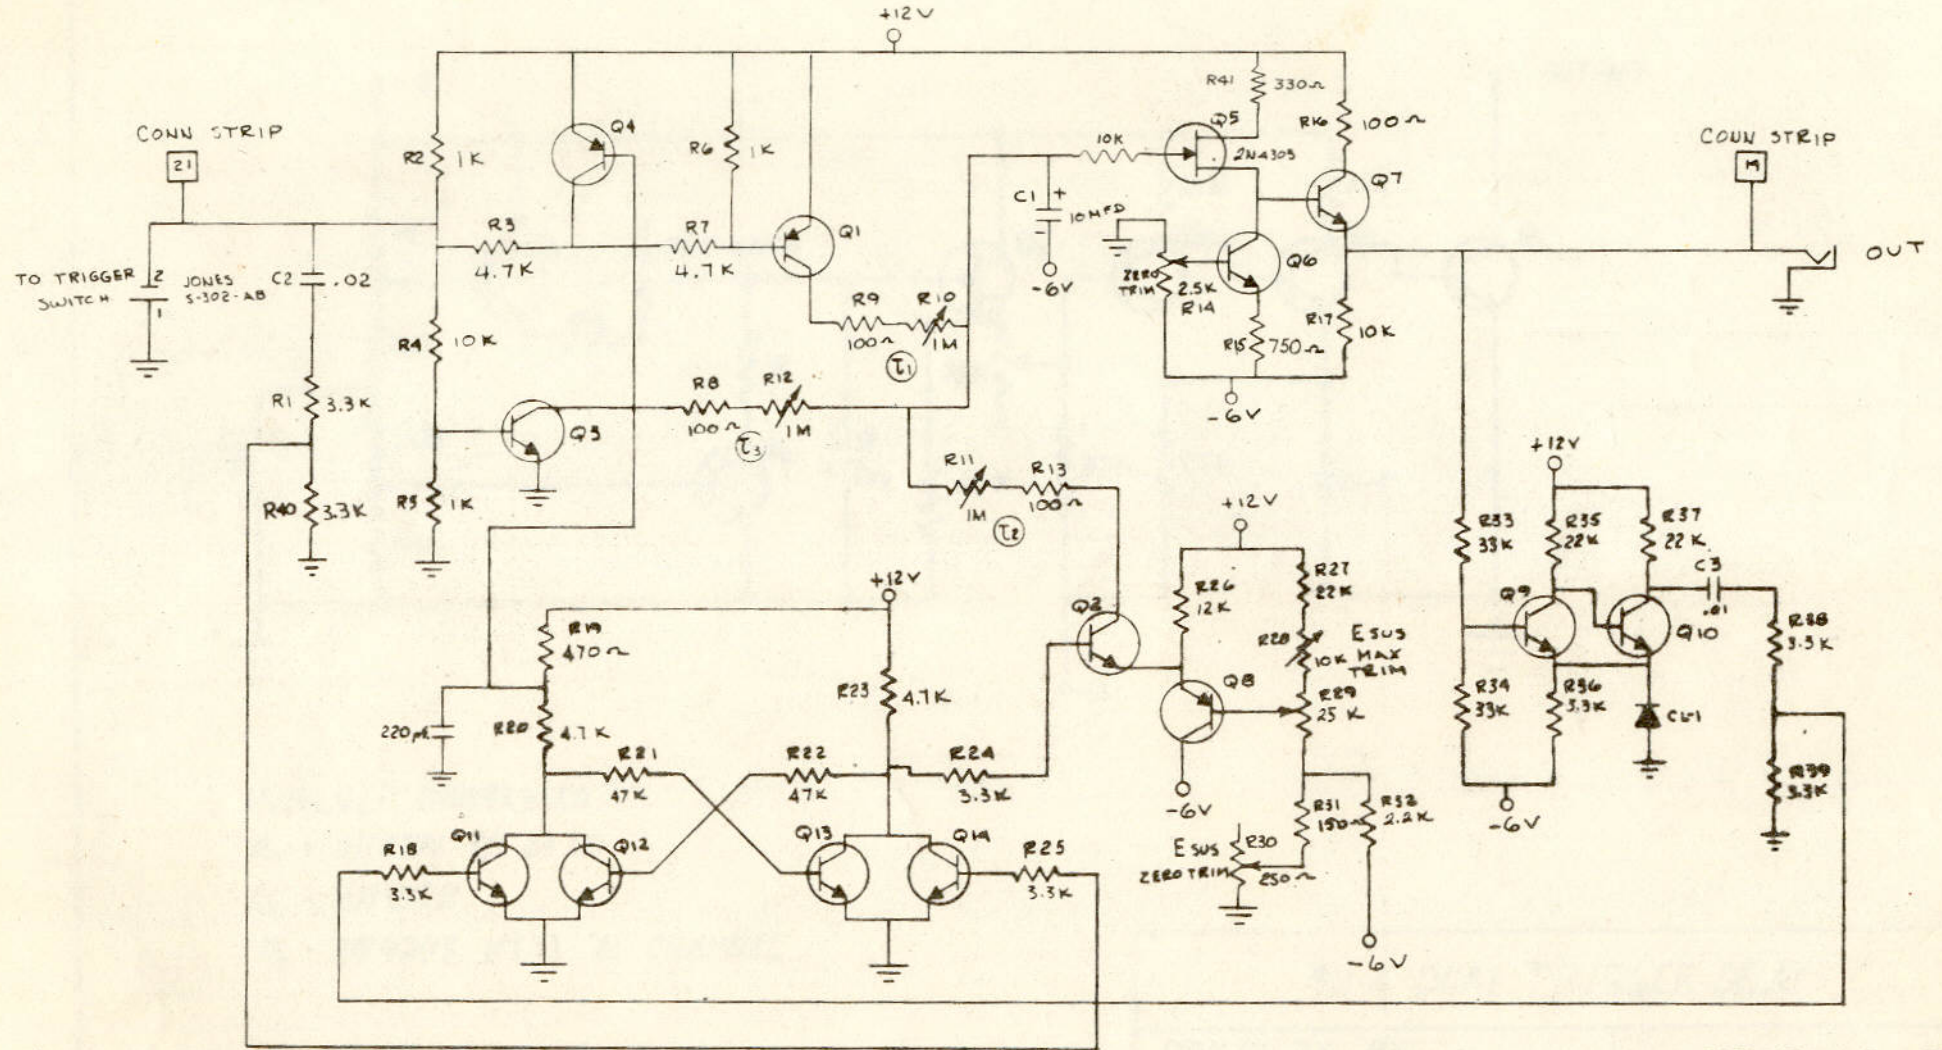 +12V
CONN STRIP
21
TO TRIGGER
SWITCH
2
1
JONES
S-302-AB
C2
.02
R1
3.3K
R40
3.3K
R2
1K
Q4
R6
1K
R3
4.7K
R7
4.7K
Q1
R4
10K
R5
1K
Q3
R9
100Ω
R10
1M
τ1
R8
100Ω
R12
1M
τ3
R11
1M
R13
100Ω
τ2
10K
C1
+
10MFD
-
-6V
Q5
2N4303
R41
330Ω
R16
100Ω
Q7
Q6
ZERO
TRIM
2.5K
R14
R15
750Ω
R17
10K
-6V
CONN STRIP
OUT
+12V
R19
470Ω
R20
4.7K
220pf
R23
4.7K
R21
47K
R22
47K
R24
3.3K
Q11
Q12
Q13
Q14
R18
3.3K
R25
3.3K
Q2
+12V
R26
12K
R27
22K
R28
10K
E SUS
MAX
TRIM
Q8
R29
25K
-6V
R31
150Ω
R32
2.2K
E SUS
ZERO TRIM
R30
250Ω
-6V
+12V
R33
33K
R35
22K
R37
22K
C3
.01
Q9
Q10
R38
3.3K
R34
33K
R36
3.3K
CR-1
R39
3.3K
-6V